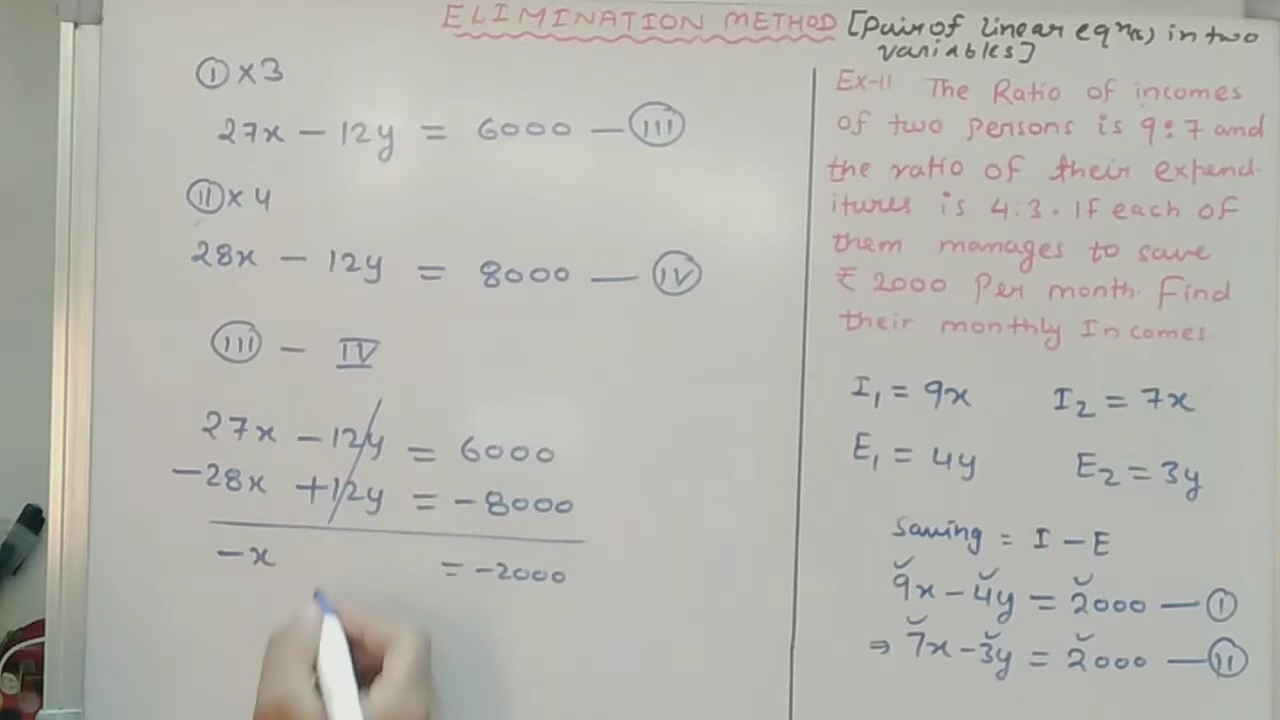 ELIMINATION METHOD [Pair of linear eqn(s) in two
variables]
① ×3
27x − 12y = 6000 — III
II × 4
28x − 12y = 8000 — IV
III − IV
27x − 12y = 6000
−28x + 12y = −8000
−x = −2000
Ex-11 The Ratio of incomes
of two persons is 9:7 and
the ratio of their expend-
itures is 4:3. If each of
them manages to save
₹ 2000 Per month. Find
their monthly Incomes.
I₁ = 9x I₂ = 7x
E₁ = 4y E₂ = 3y
Saving = I − E
9x − 4y = 2000 — ①
⇒ 7x − 3y = 2000 — II